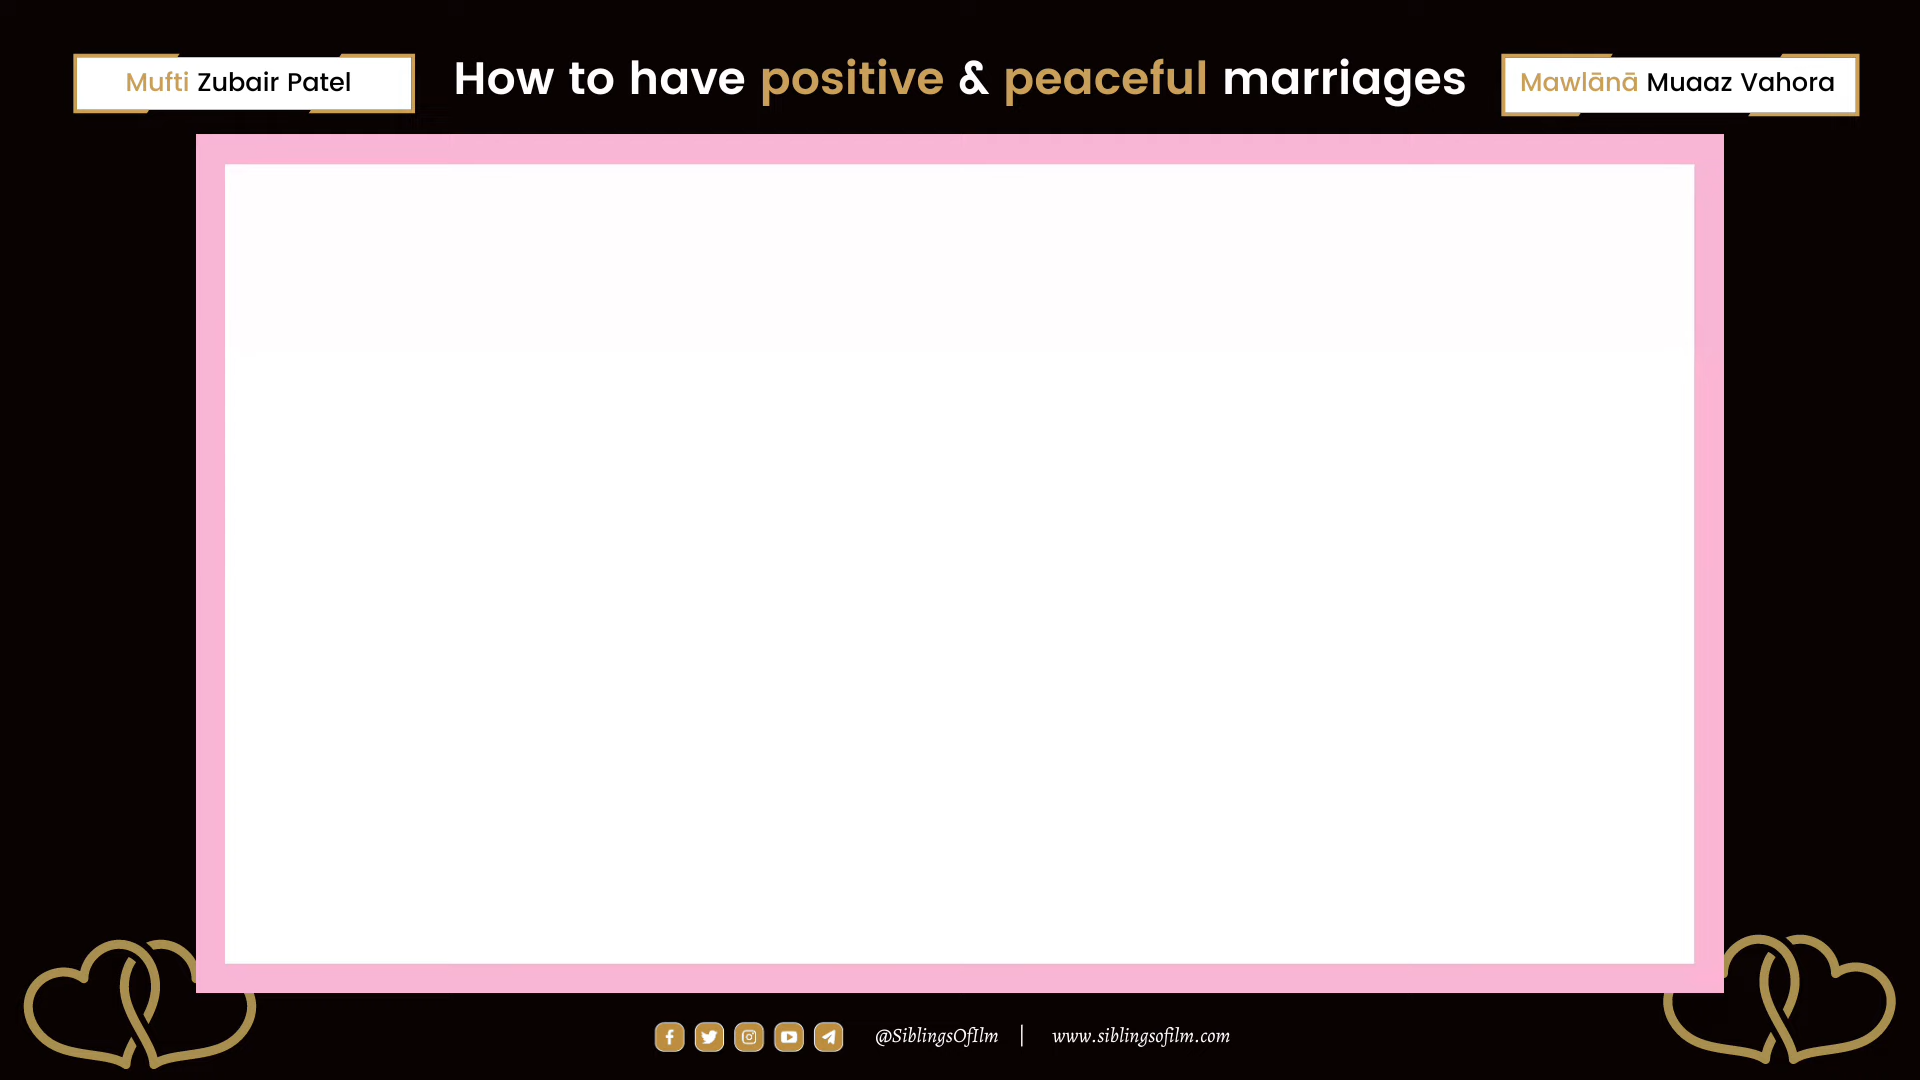 Mufti Zubair Patel
How to have positive & peaceful marriages
Mawlānā Muaaz Vahora
@SiblingsOfIlm | www.siblingsofilm.com